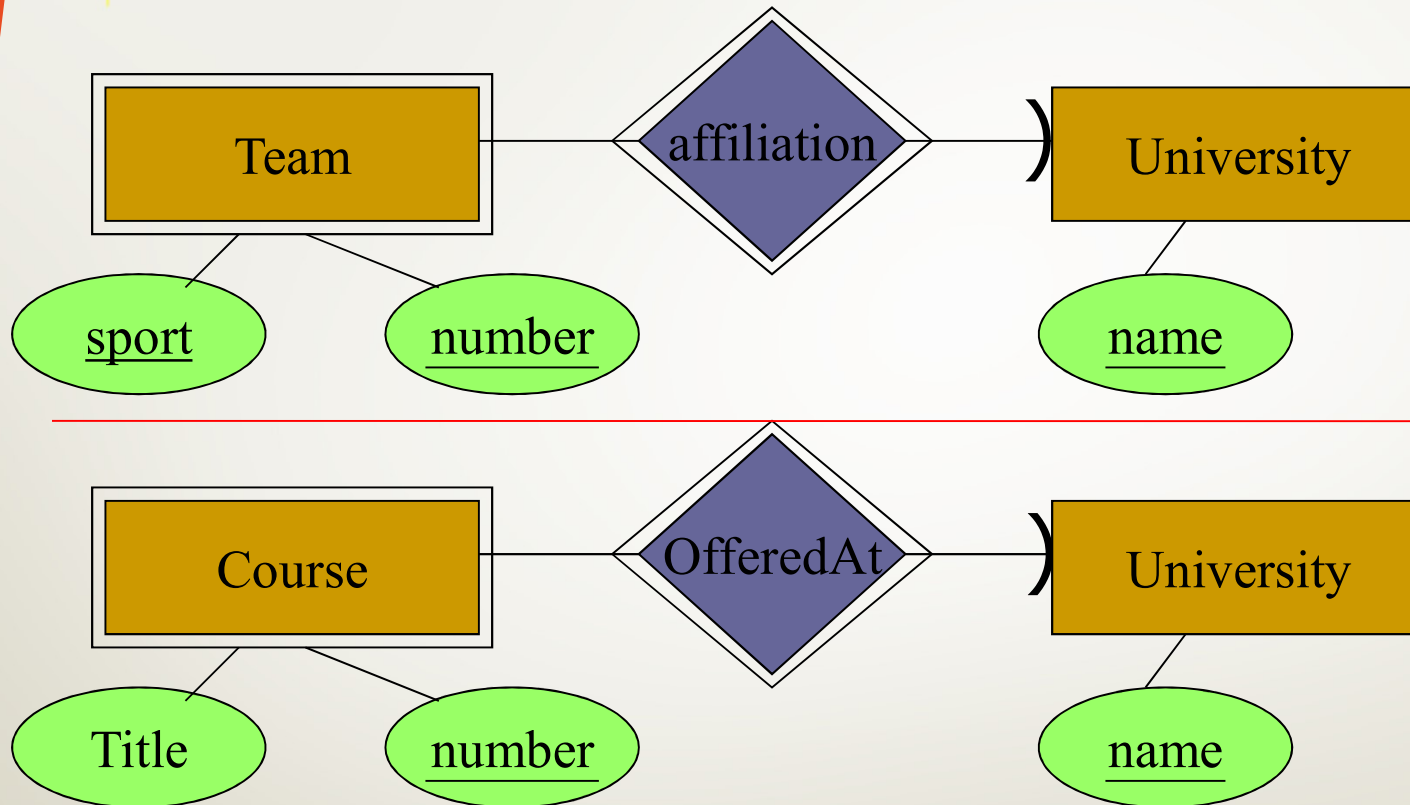 Team
affiliation
University
sport
number
name
Course
OfferedAt
University
Title
number
name